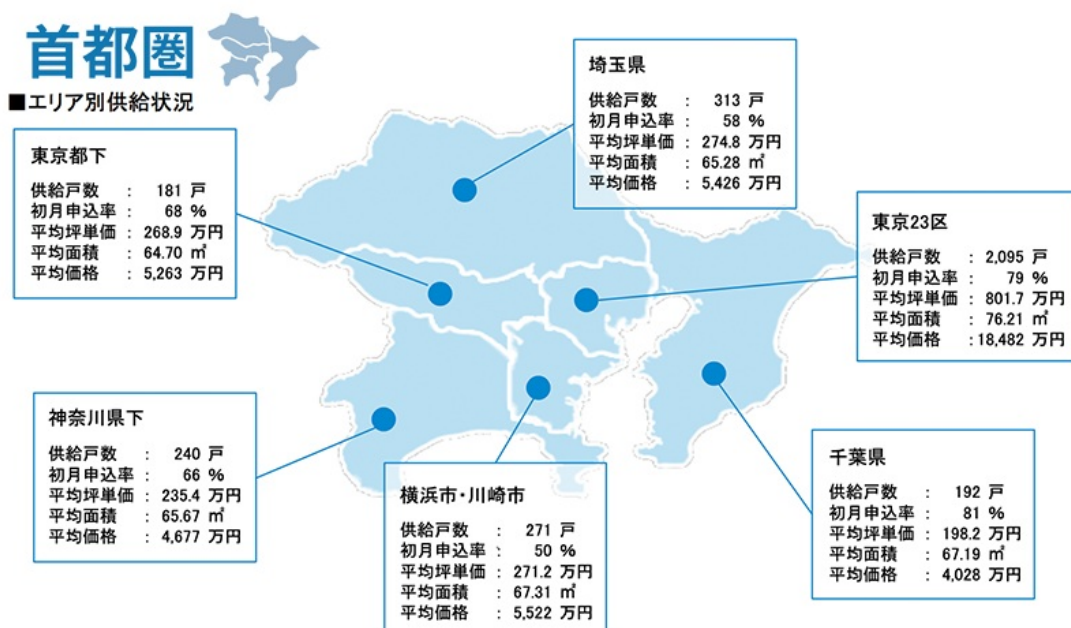 首都圏
■エリア別供給状況
東京都下
供給戸数 : 181 戸
初月申込率 : 68 %
平均坪単価 : 268.9 万円
平均面積 : 64.70 ㎡
平均価格 : 5,263 万円
埼玉県
供給戸数 : 313 戸
初月申込率 : 58 %
平均坪単価 : 274.8 万円
平均面積 : 65.28 ㎡
平均価格 : 5,426 万円
東京23区
供給戸数 : 2,095 戸
初月申込率 : 79 %
平均坪単価 : 801.7 万円
平均面積 : 76.21 ㎡
平均価格 : 18,482 万円
神奈川県下
供給戸数 : 240 戸
初月申込率 : 66 %
平均坪単価 : 235.4 万円
平均面積 : 65.67 ㎡
平均価格 : 4,677 万円
横浜市・川崎市
供給戸数 : 271 戸
初月申込率 : 50 %
平均坪単価 : 271.2 万円
平均面積 : 67.31 ㎡
平均価格 : 5,522 万円
千葉県
供給戸数 : 192 戸
初月申込率 : 81 %
平均坪単価 : 198.2 万円
平均面積 : 67.19 ㎡
平均価格 : 4,028 万円